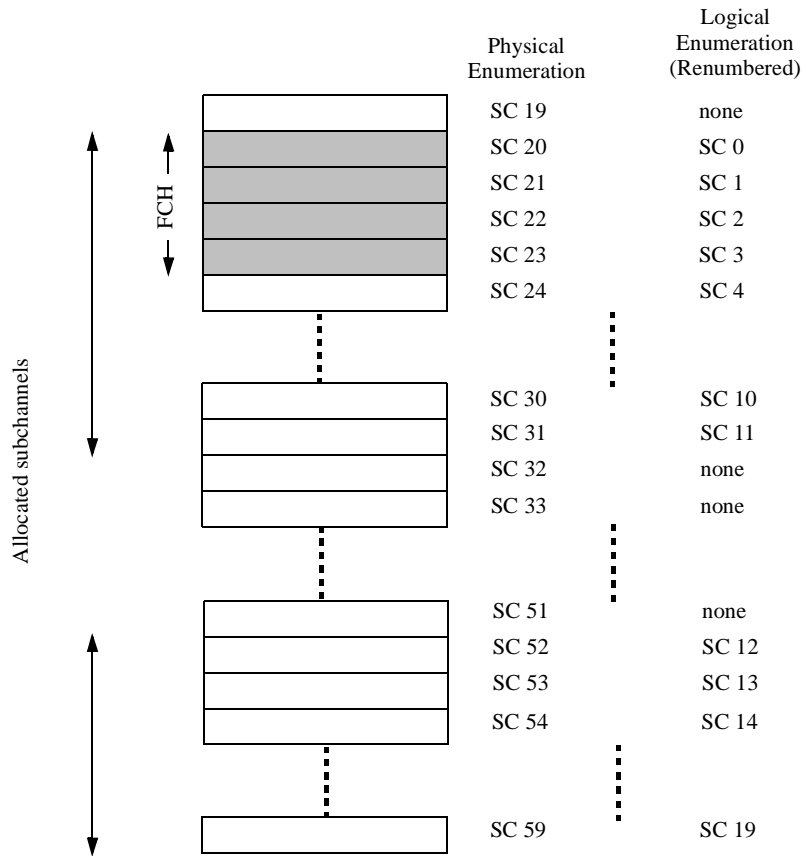 Physical
Enumeration
Logical
Enumeration
(Renumbered)
SC 19 none
SC 20 SC 0
SC 21 SC 1
SC 22 SC 2
SC 23 SC 3
SC 24 SC 4
FCH
Allocated subchannels
SC 30 SC 10
SC 31 SC 11
SC 32 none
SC 33 none
SC 51 none
SC 52 SC 12
SC 53 SC 13
SC 54 SC 14
SC 59 SC 19